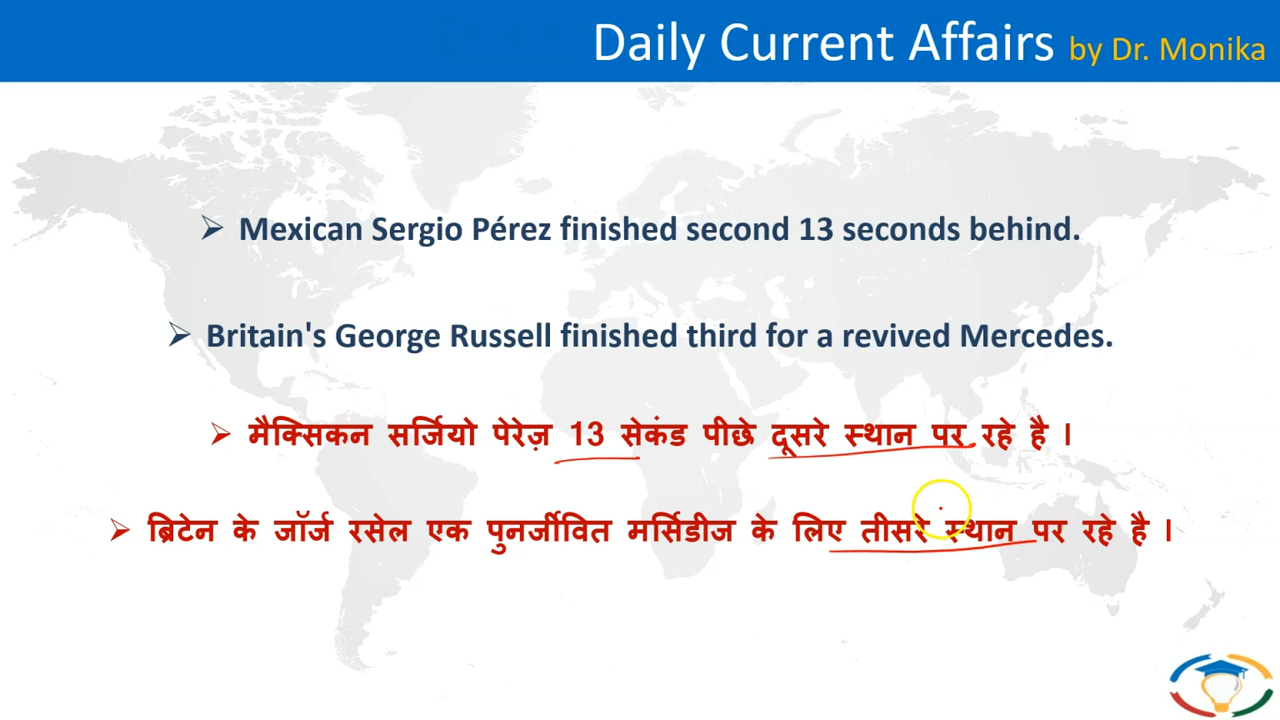 Daily Current Affairs by Dr. Monika
➢ Mexican Sergio Pérez finished second 13 seconds behind.
➢ Britain's George Russell finished third for a revived Mercedes.
➢ मैक्सिकन सर्जियो पेरेज़ 13 सेकंड पीछे दूसरे स्थान पर रहे है ।
➢ ब्रिटेन के जॉर्ज रसेल एक पुनर्जीवित मर्सिडीज के लिए तीसरे स्थान पर रहे है ।